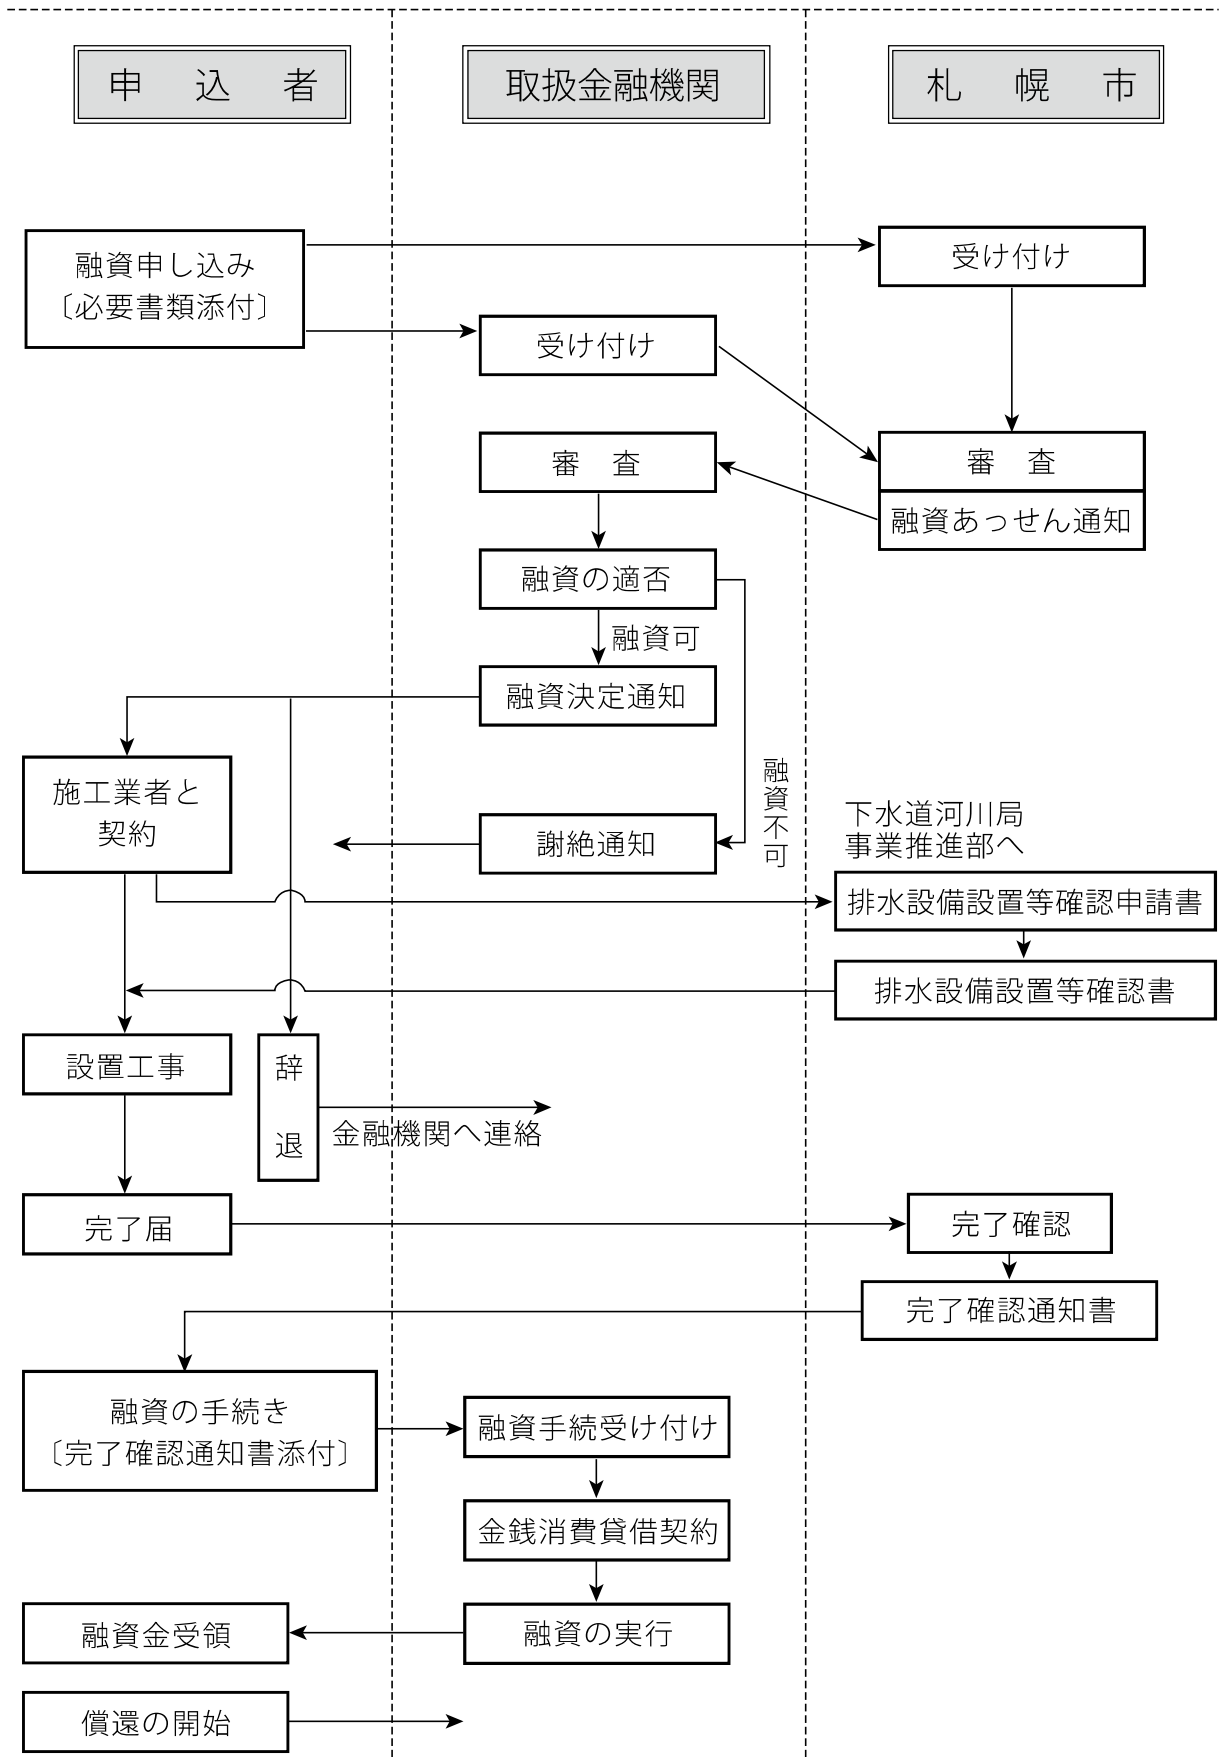 申込者
取扱金融機関
札幌市
融資申し込み
〔必要書類添付〕
受け付け
受け付け
審査
審査
融資あっせん通知
融資の適否
融資可
融資決定通知
融資不可
施工業者と
契約
謝絶通知
下水道河川局
事業推進部へ
排水設備設置等確認申請書
排水設備設置等確認書
設置工事
辞退
金融機関へ連絡
完了届
完了確認
完了確認通知書
融資の手続き
〔完了確認通知書添付〕
融資手続受け付け
金銭消費貸借契約
融資金受領
融資の実行
償還の開始